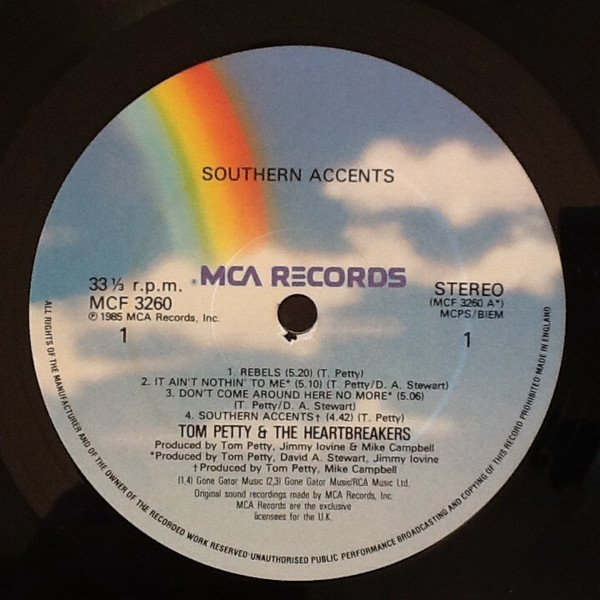 SOUTHERN ACCENTS
MCA RECORDS
33 ⅓ r.p.m.
MCF 3260
℗ 1985 MCA Records, Inc.
1
STEREO
(MCF 3260 A*)
MCPS/BIEM
1
1. REBELS (5.20) (T. Petty)
2. IT AIN'T NOTHIN' TO ME* (5.10) (T. Petty/D. A. Stewart)
3. DON'T COME AROUND HERE NO MORE* (5.06)
(T. Petty/D. A. Stewart)
4. SOUTHERN ACCENTS† (4.42) (T. Petty)
TOM PETTY & THE HEARTBREAKERS
Produced by Tom Petty, Jimmy Iovine & Mike Campbell
*Produced by Tom Petty, David A. Stewart, Jimmy Iovine
†Produced by Tom Petty, Mike Campbell
(1,4) Gone Gator Music (2,3) Gone Gator Music/RCA Music Ltd.
Original sound recordings made by MCA Records, Inc.
MCA Records are the exclusive
licensees for the U.K.
ALL RIGHTS OF THE MANUFACTURER AND OF THE OWNER OF THE RECORDED WORK RESERVED·UNAUTHORISED PUBLIC PERFORMANCE BROADCASTING AND COPYING OF THIS RECORD PROHIBITED MADE IN ENGLAND